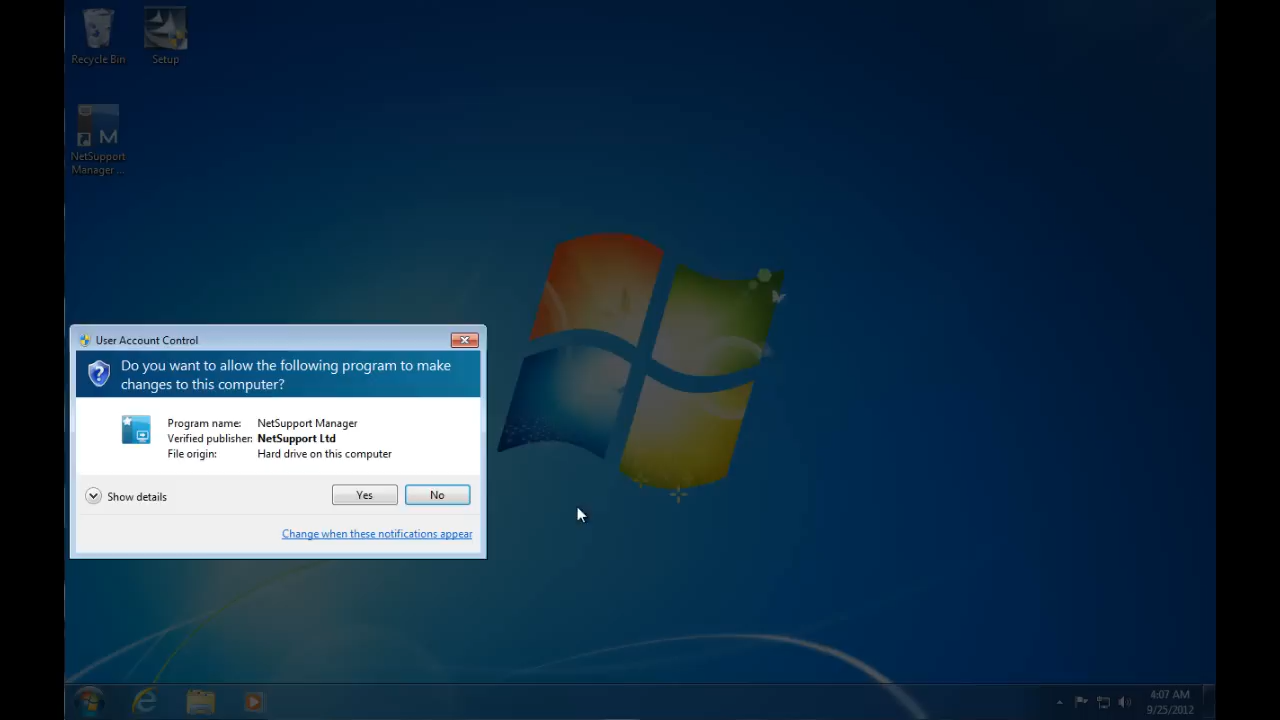 Recycle Bin
Setup
M
NetSupport
Manager ...
User Account Control
Do you want to allow the following program to make
changes to this computer?
Program name: NetSupport Manager
Verified publisher: NetSupport Ltd
File origin: Hard drive on this computer
Show details
Yes
No
Change when these notifications appear
4:07 AM
9/25/2012